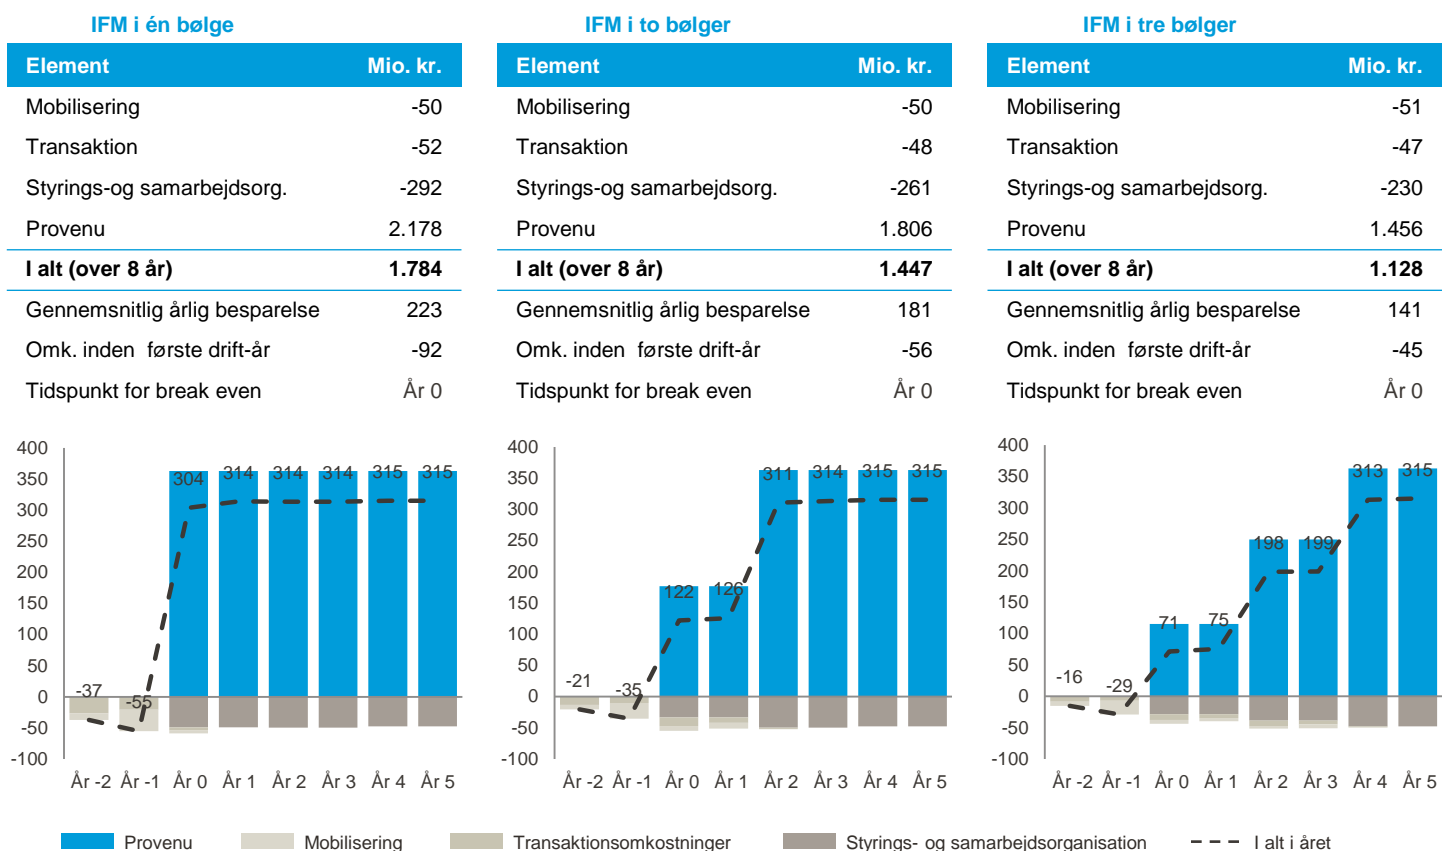 IFM i én bølge
Element Mio. kr.
Mobilisering -50
Transaktion -52
Styrings-og samarbejdsorg. -292
Provenu 2.178
I alt (over 8 år) 1.784
Gennemsnitlig årlig besparelse 223
Omk. inden første drift-år -92
Tidspunkt for break even År 0
IFM i to bølger
Element Mio. kr.
Mobilisering -50
Transaktion -48
Styrings-og samarbejdsorg. -261
Provenu 1.806
I alt (over 8 år) 1.447
Gennemsnitlig årlig besparelse 181
Omk. inden første drift-år -56
Tidspunkt for break even År 0
IFM i tre bølger
Element Mio. kr.
Mobilisering -51
Transaktion -47
Styrings-og samarbejdsorg. -230
Provenu 1.456
I alt (over 8 år) 1.128
Gennemsnitlig årlig besparelse 141
Omk. inden første drift-år -45
Tidspunkt for break even År 0
400
350
300
250
200
150
100
50
0
-50
-100
-37 -55 304 314 314 314 315 315
År -2 År -1 År 0 År 1 År 2 År 3 År 4 År 5
400
350
300
250
200
150
100
50
0
-50
-100
-21 -35 122 126 311 314 315 315
År -2 År -1 År 0 År 1 År 2 År 3 År 4 År 5
400
350
300
250
200
150
100
50
0
-50
-100
-16 -29 71 75 198 199 313 315
År -2 År -1 År 0 År 1 År 2 År 3 År 4 År 5
Provenu Mobilisering Transaktionsomkostninger Styrings- og samarbejdsorganisation I alt i året